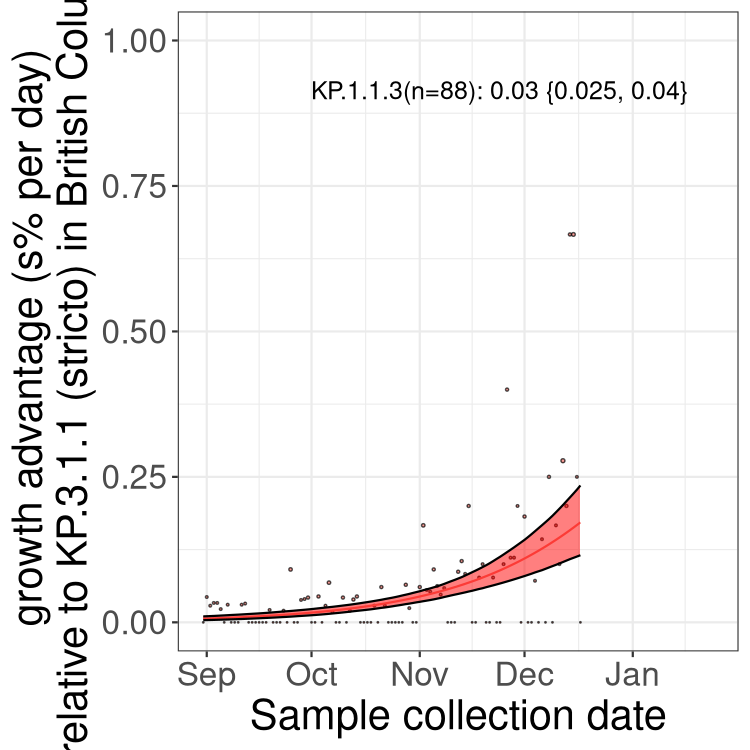 growth advantage (s% per day)
relative to KP.3.1.1 (stricto) in British Colu
1.00
0.75
0.50
0.25
0.00
KP.1.1.3(n=88): 0.03 {0.025, 0.04}
Sep Oct Nov Dec Jan
Sample collection date